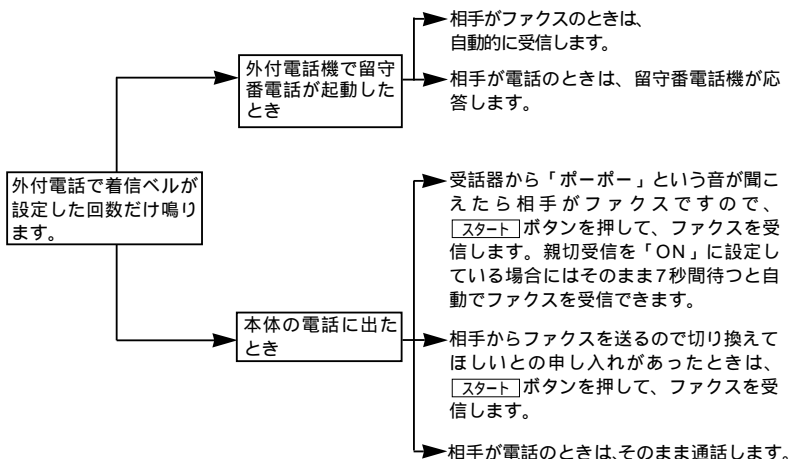 外付電話で着信ベルが
設定した回数だけ鳴り
ます。
外付電話機で留守
番電話が起動した
とき
相手がファクスのときは、
自動的に受信します。
相手が電話のときは、留守番電話機が応
答します。
本体の電話に出た
とき
受話器から「ポーポー」という音が聞こ
えたら相手がファクスですので、
スタート ボタンを押して、ファクスを受
信します。親切受信を「ON」に設定し
ている場合にはそのまま7秒間待つと自
動でファクスを受信できます。
相手からファクスを送るので切り換えて
ほしいとの申し入れがあったときは、
スタート ボタンを押して、ファクスを受
信します。
相手が電話のときは、そのまま通話します。